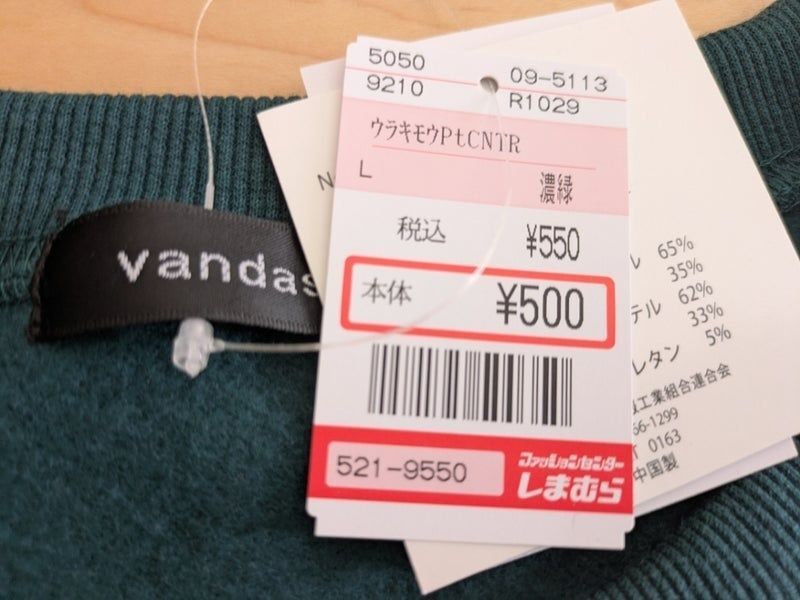 5050
09-5113
9210
R1029
ウラキモウPtCNTR
L
濃緑
税込 ¥550
本体 ¥500
521-9550
ファッションセンター
しまむら
vandas
N
ル 65%
35%
テル 62%
33%
レタン 5%
工業組合連合会
66-1299
T 0163
中国製